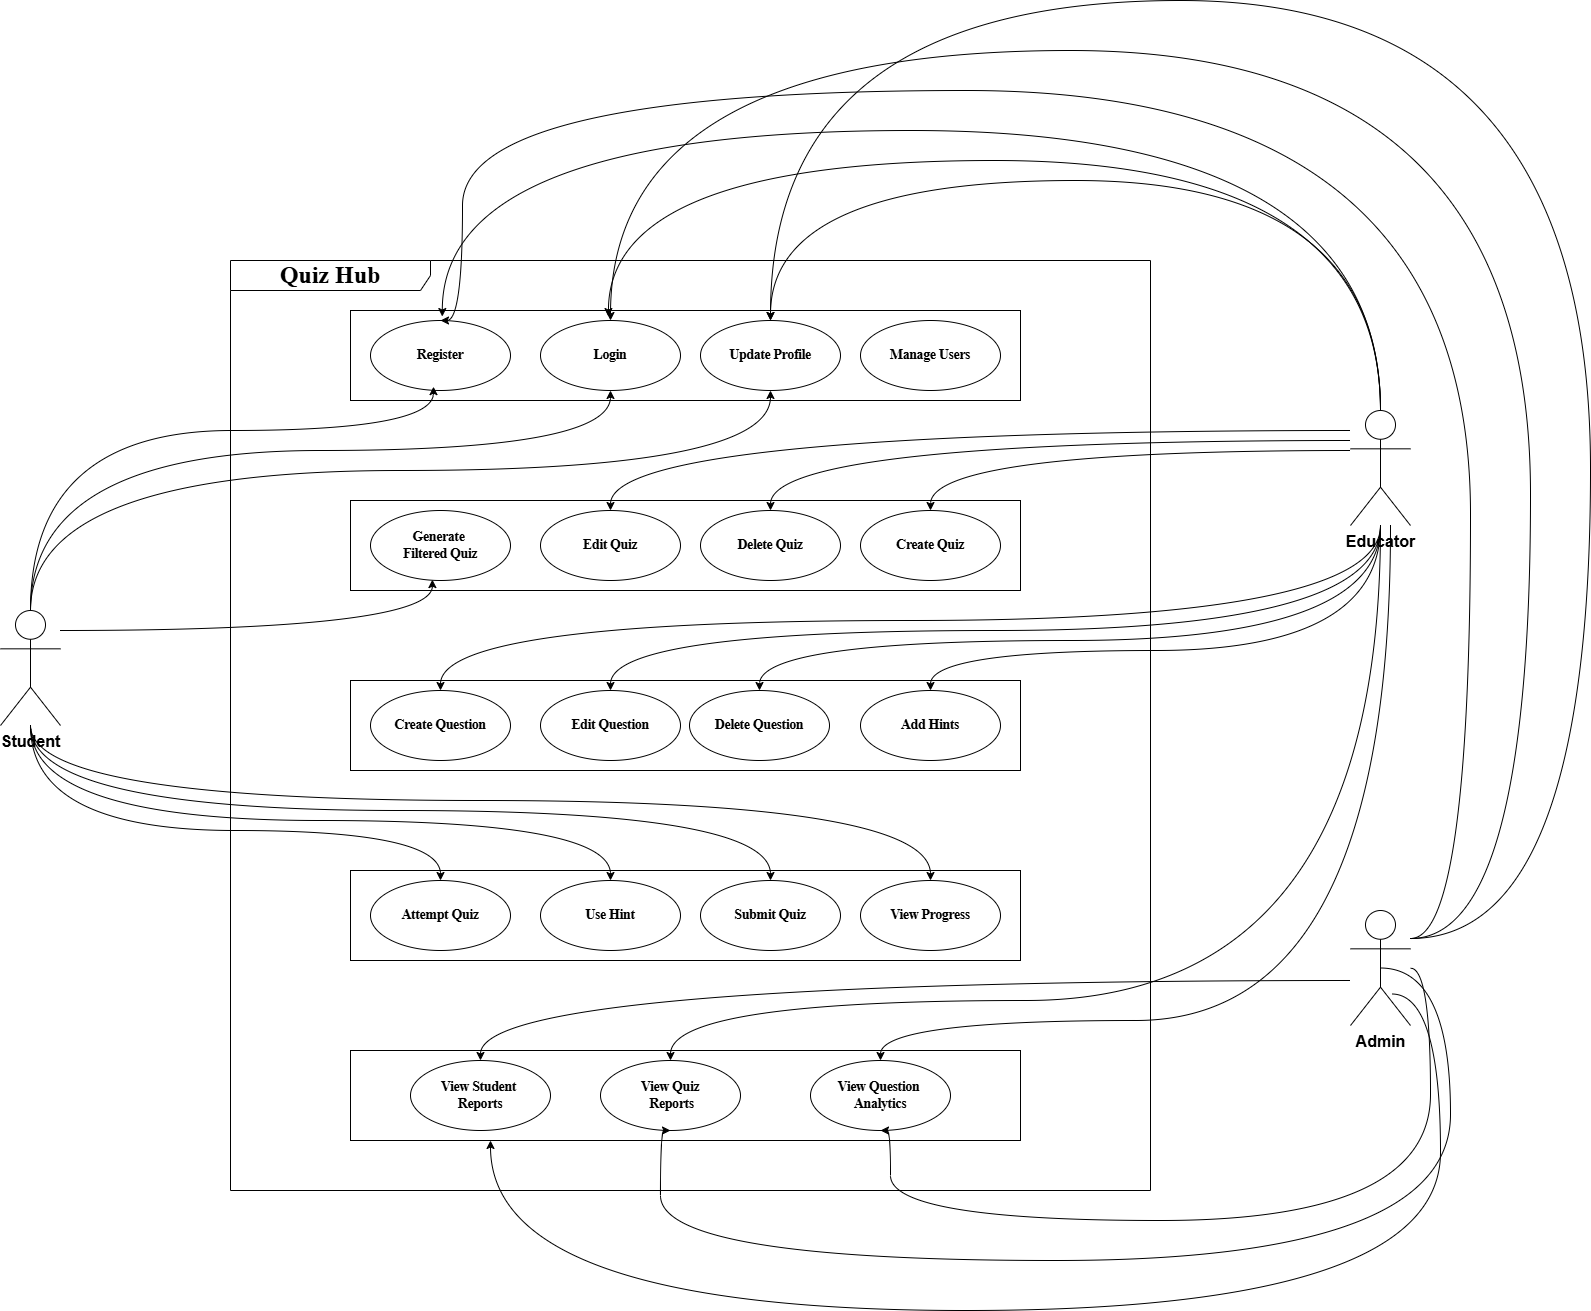 Quiz Hub
Register
Login
Update Profile
Manage Users
Generate
Filtered Quiz
Edit Quiz
Delete Quiz
Create Quiz
Educator
Create Question
Edit Question
Delete Question
Add Hints
Student
Attempt Quiz
Use Hint
Submit Quiz
View Progress
Admin
View Student
Reports
View Quiz
Reports
View Question
Analytics